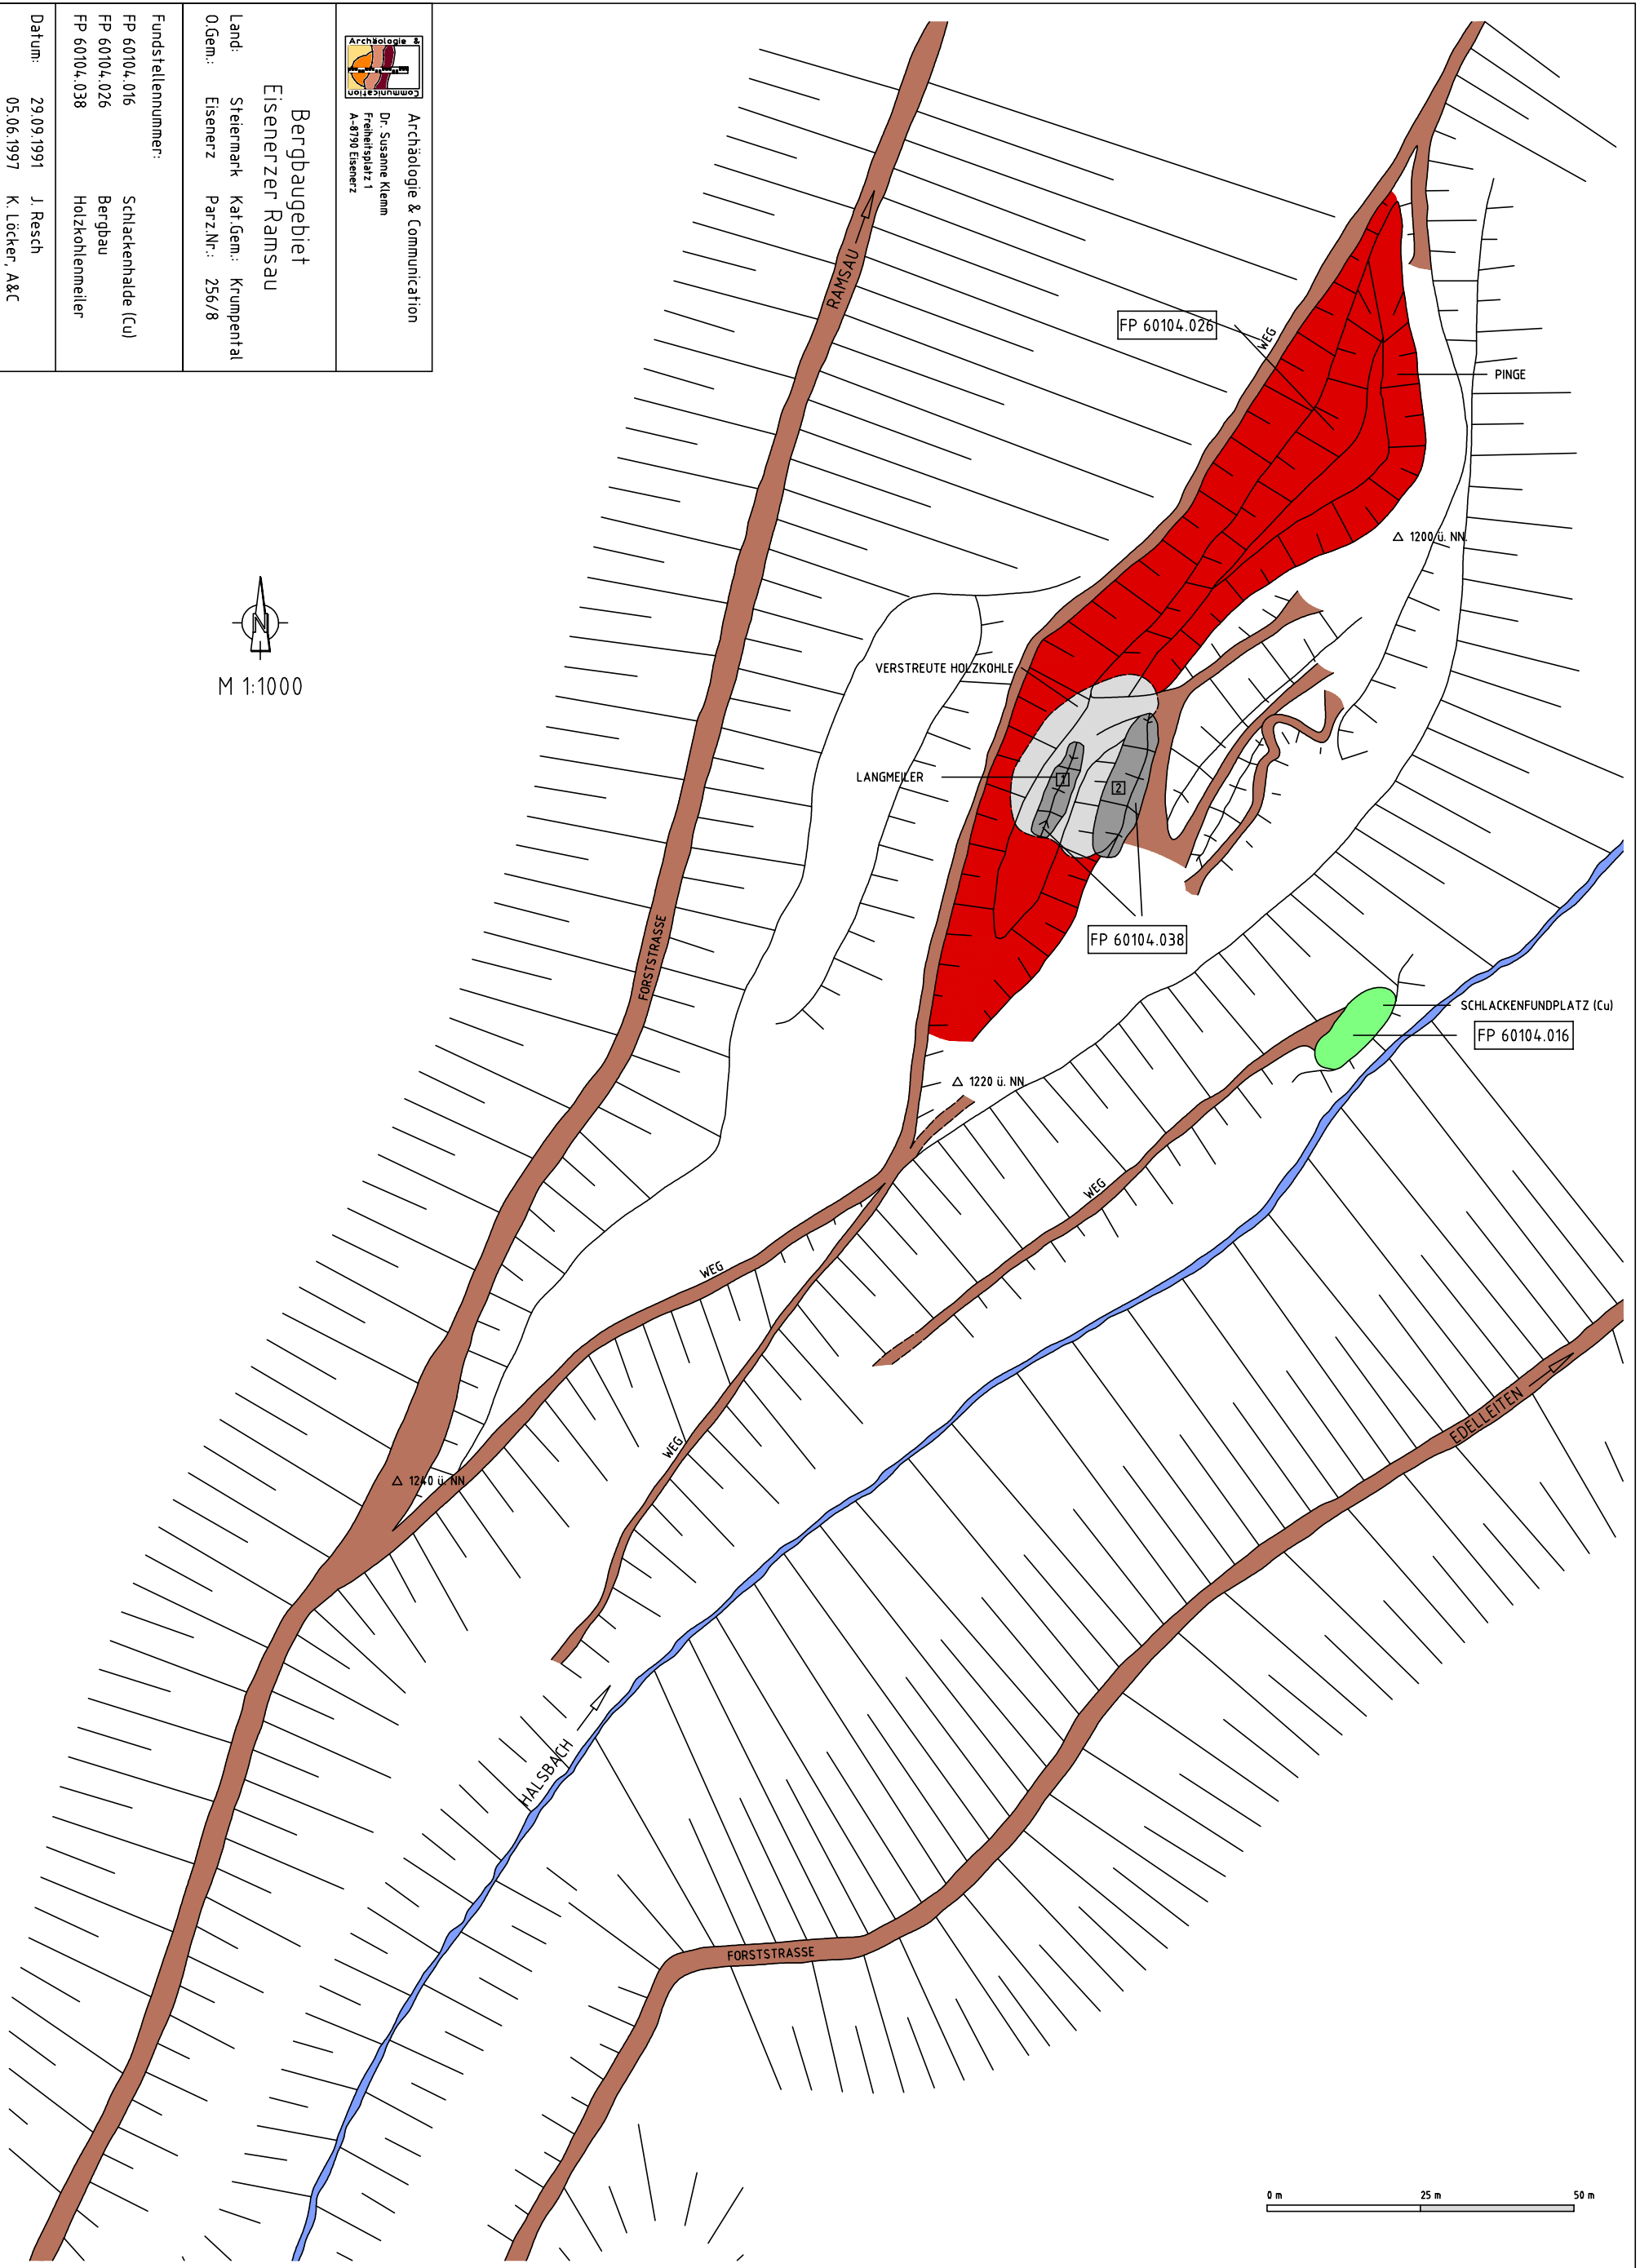 Archäologie &
Communication
Archäologie & Communication
Dr. Susanne Klemm
Freiheitsplatz 1
A-8790 Eisenerz
Bergbaugebiet
Eisenerzer Ramsau
Land: Steiermark Kat.Gem.: Krumpental
O.Gem.: Eisenerz Parz.Nr.: 256/8
Fundstellennummer:
FP 60104.016 Schlackenhalde (Cu)
FP 60104.026 Bergbau
FP 60104.038 Holzkohlenmeiler
Datum: 29.09.1991 J. Resch
05.06.1997 K. Löcker, A&C
N
M 1:1000
RAMSAU
FP 60104.026
WEG
PINGE
△ 1200 ü. NN
VERSTREUTE HOLZKOHLE
LANGMEILER
1
2
FORSTSTRASSE
FP 60104.038
SCHLACKENFUNDPLATZ (Cu)
FP 60104.016
△ 1220 ü. NN
WEG
WEG
WEG
EDELLEITEN
△ 1240 ü. NN
HALSBACH
FORSTSTRASSE
0 m 25 m 50 m